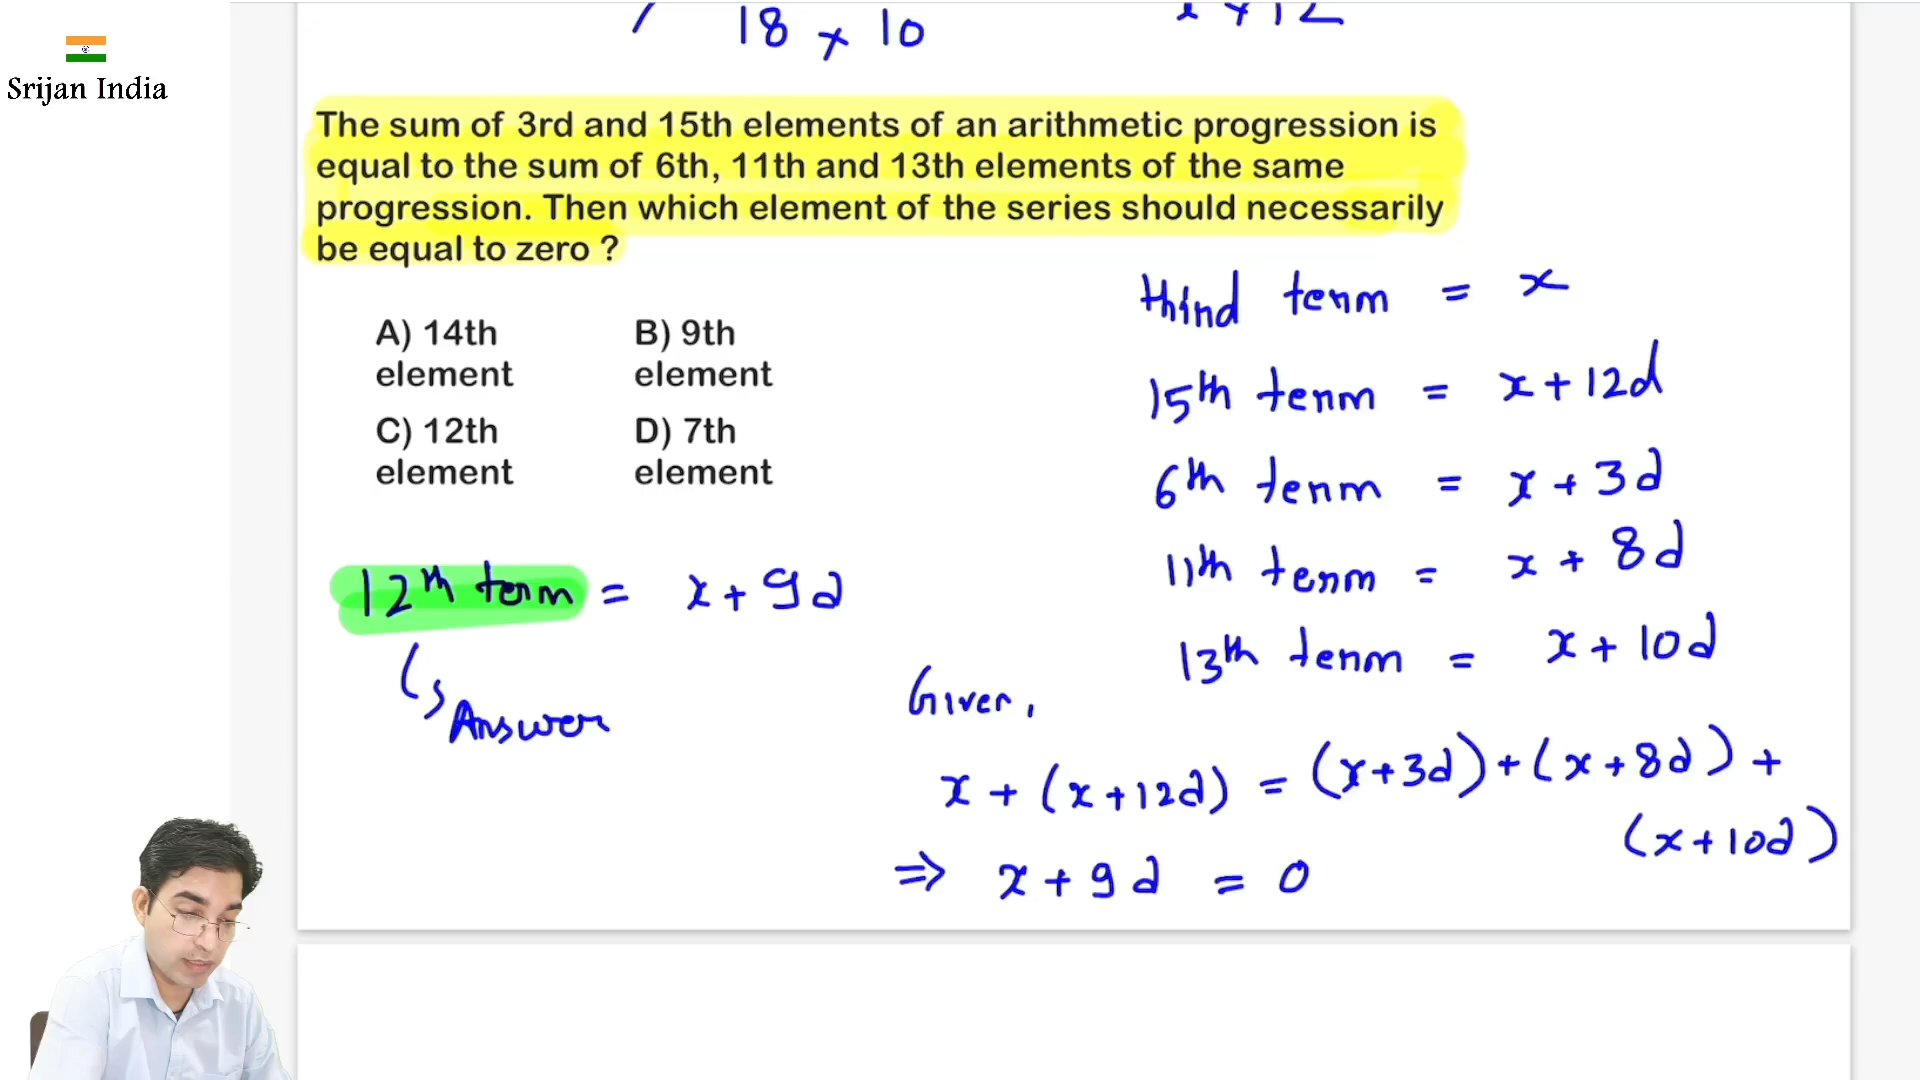 18 × 10
Srijan India
The sum of 3rd and 15th elements of an arithmetic progression is
equal to the sum of 6th, 11th and 13th elements of the same
progression. Then which element of the series should necessarily
be equal to zero ?
A) 14th
element
B) 9th
element
C) 12th
element
D) 7th
element
third term = x
15th term = x + 12d
6th term = x + 3d
11th term = x + 8d
13th term = x + 10d
12th term = x + 9d
Answer
Given,
x + (x + 12d) = (x + 3d) + (x + 8d) +
(x + 10d)
⇒ x + 9d = 0